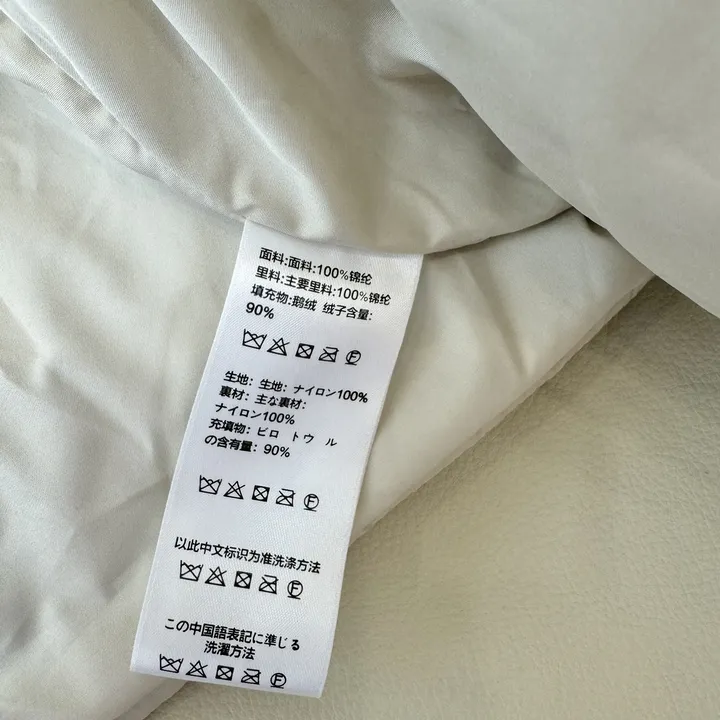 面料:面料:100%锦纶
里料:主要里料:100%锦纶
填充物:鹅绒 绒子含量:
90%
生地: 生地: ナイロン100%
裏材: 主な裏材:
ナイロン100%
充填物: ピロ トウ ル
の含有量: 90%
以此中文标识为准洗涤方法
この中国語表記に準じる
洗濯方法